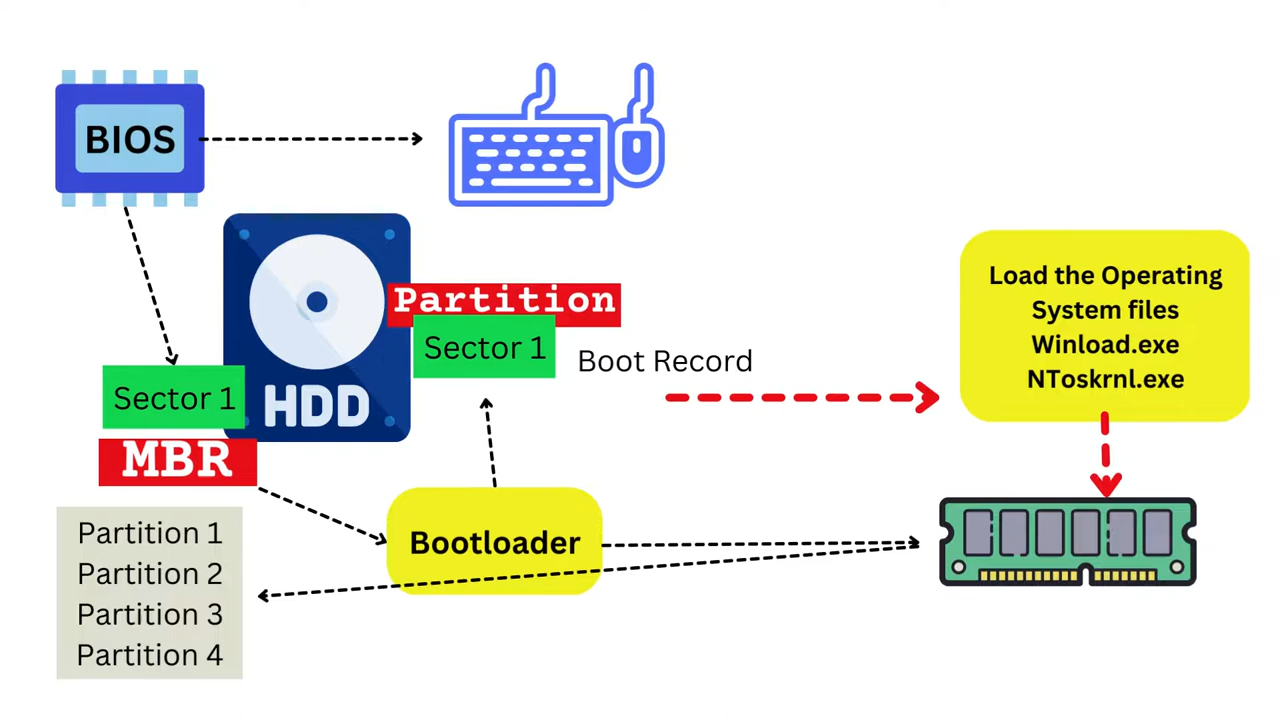 BIOS
Partition
Sector 1
Boot Record
Sector 1
HDD
MBR
Load the Operating
System files
Winload.exe
NToskrnl.exe
Bootloader
Partition 1
Partition 2
Partition 3
Partition 4